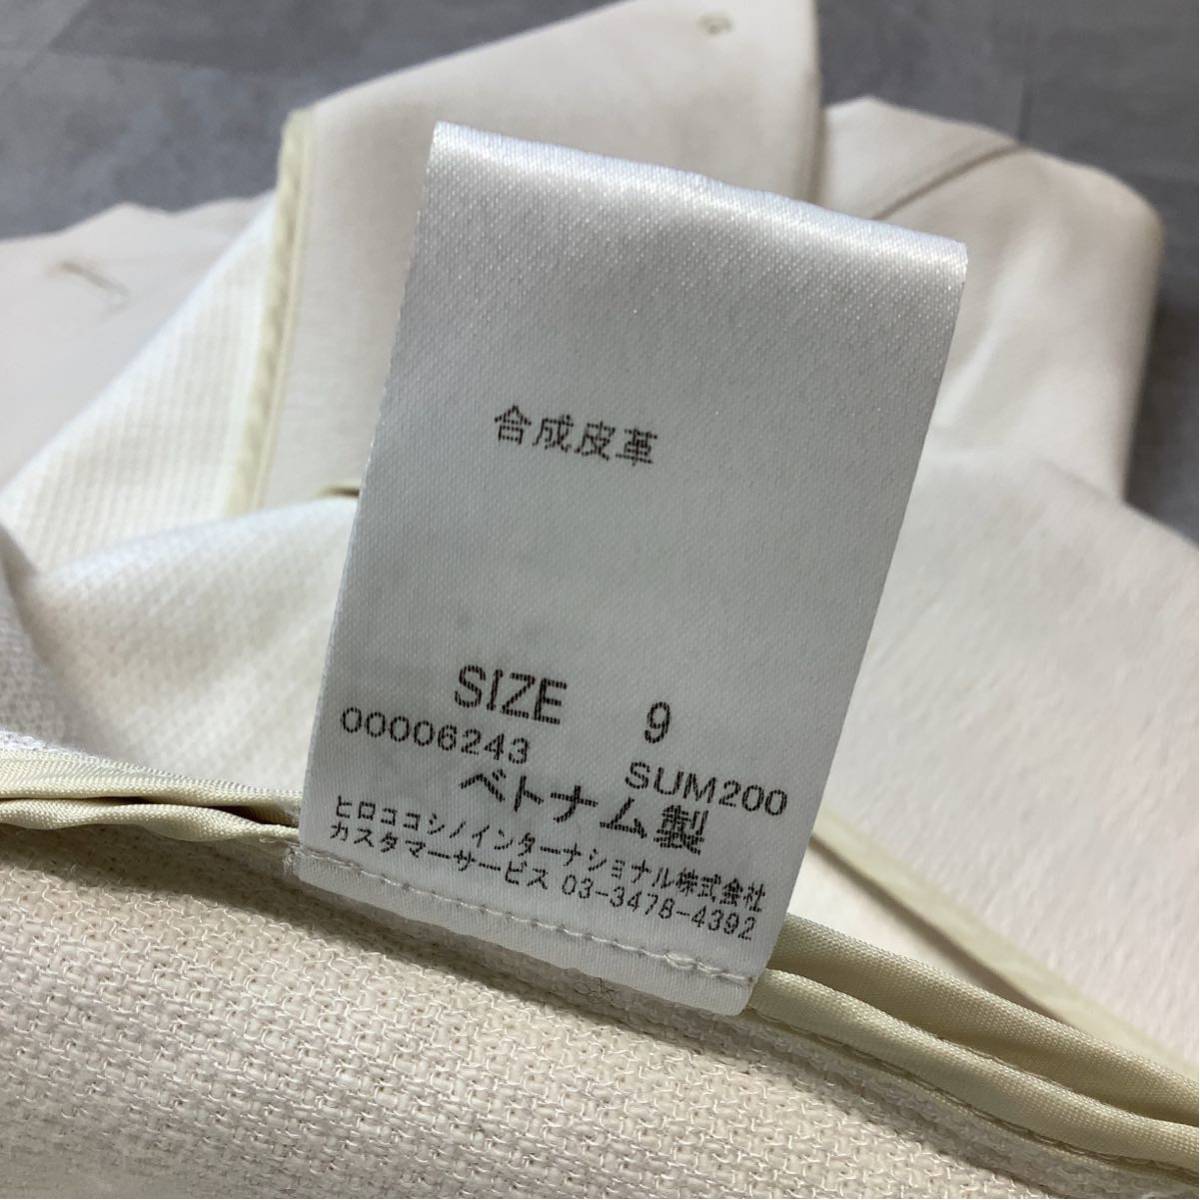 合成皮革
SIZE 9
00006243 SUM200
ベトナム製
ヒロココシノインターナショナル株式会社
カスタマーサービス 03-3478-4392